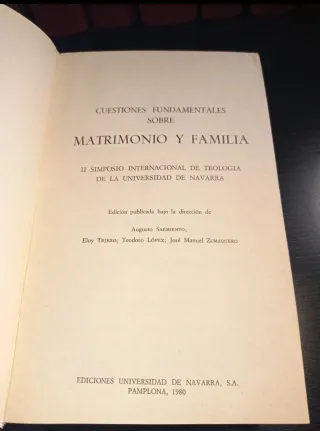 CUESTIONES FUNDAMENTALES
SOBRE
MATRIMONIO Y FAMILIA
II SIMPOSIO INTERNACIONAL DE TEOLOGIA
DE LA UNIVERSIDAD DE NAVARRA
Edición publicada bajo la dirección de
Augusto SARMIENTO,
Eloy TEJERO; Teodoro LÓPEZ; José Manuel ZUMAQUERO
EDICIONES UNIVERSIDAD DE NAVARRA, S.A.
PAMPLONA, 1980